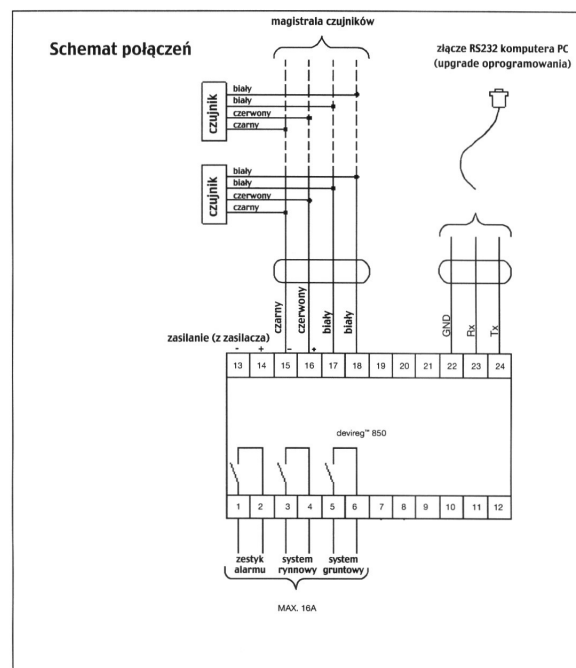 magistrala czujników
Schemat połączeń
złącze RS232 komputera PC
(upgrade oprogramowania)
czujnik
biały
biały
czerwony
czarny
czujnik
biały
biały
czerwony
czarny
czarny
czerwony
biały
biały
GND
Rx
Tx
zasilanie (z zasilacza)
- + - +
13 14 15 16 17 18 19 20 21 22 23 24
devireg™ 850
1 2 3 4 5 6 7 8 9 10 11 12
zestyk system system
alarmu rynnowy gruntowy
MAX. 16A